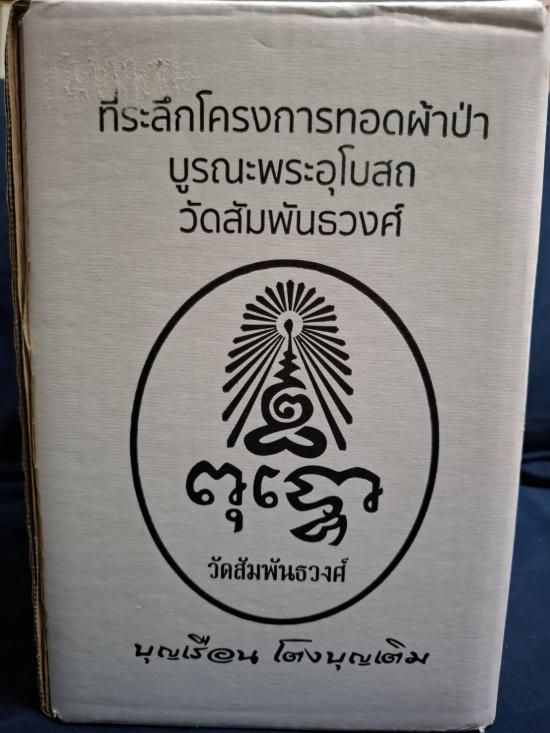 ที่ระลึกโครงการทอดผ้าป่า
บูรณะพระอุโบสถ
วัดสัมพันธวงศ์
วัดสัมพันธวงศ์
บุญเรือน โตงบุญเติม